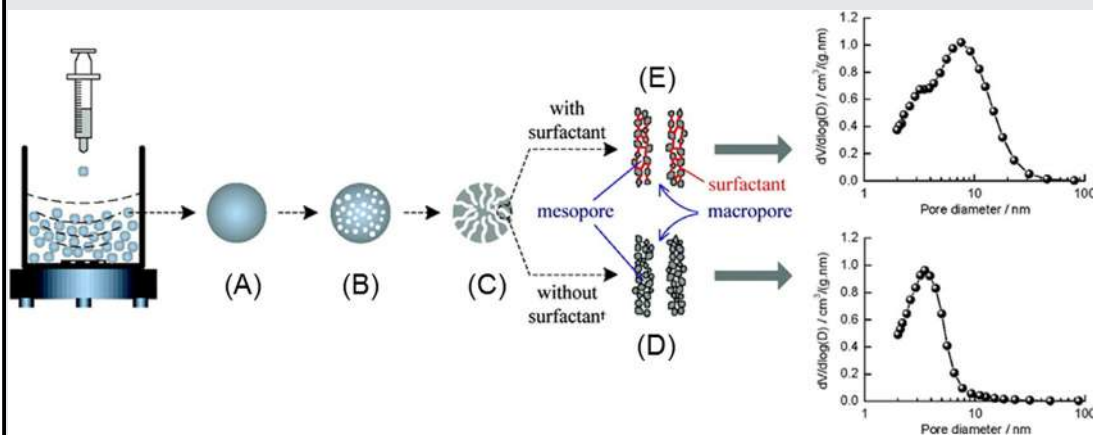 (A)
(B)
(C)
with
surfactant
(E)
surfactant
mesopore
macropore
without
surfactant†
(D)
dV/dlog(D) / cm³/(g.nm)
1.2
1.0
0.8
0.6
0.4
0.2
0.0
1
10
100
Pore diameter / nm
dV/dlog(D) / cm³/(g.nm)
1.2
1.0
0.8
0.6
0.4
0.2
0.0
1
10
100
Pore diameter / nm